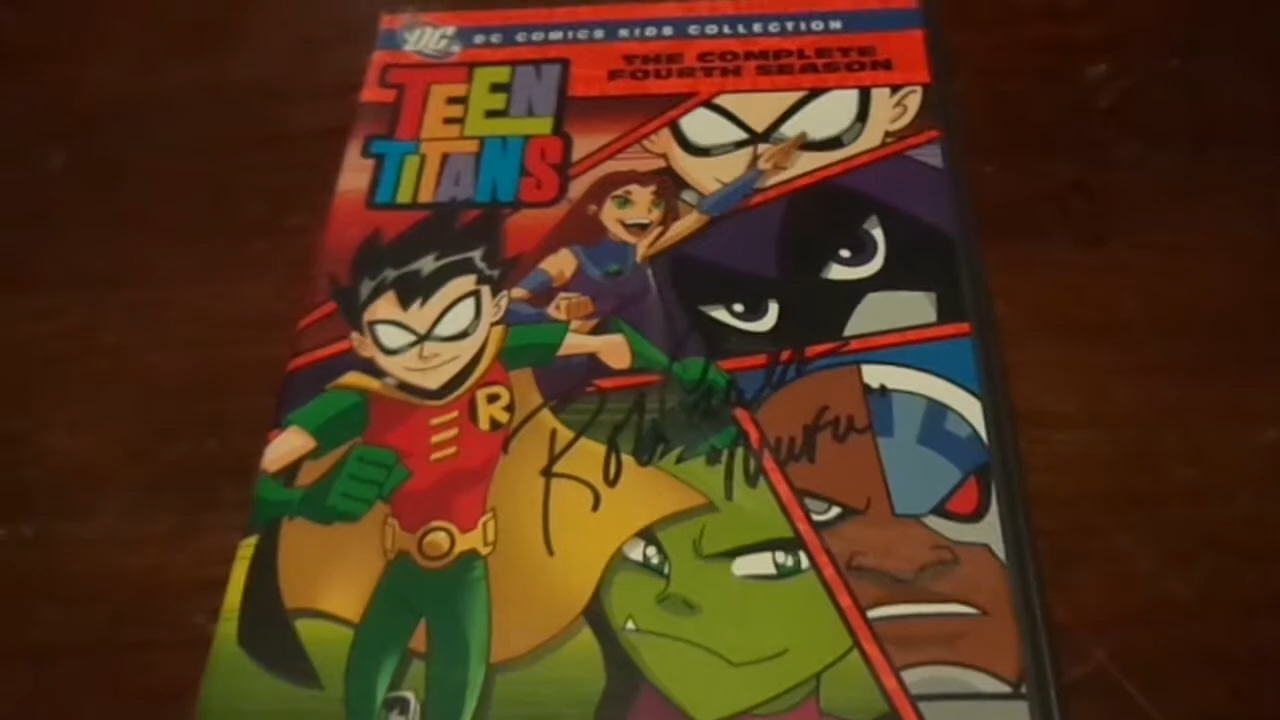 DC
DC COMICS KIDS COLLECTION
TEEN
TITANS
THE COMPLETE
FOURTH SEASON
R